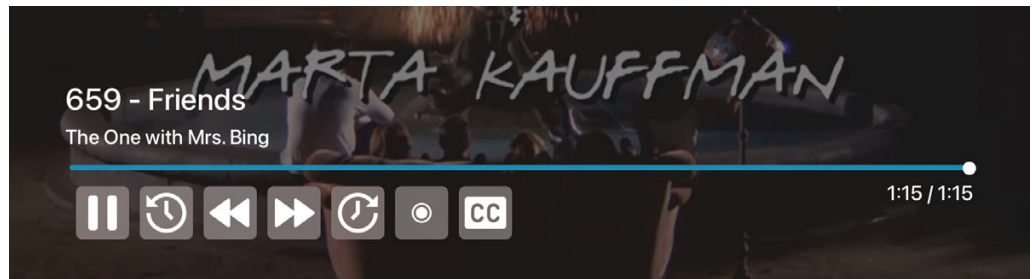 &
MARTA KAUFFMAN
659 - Friends
The One with Mrs. Bing
1:15 / 1:15
CC